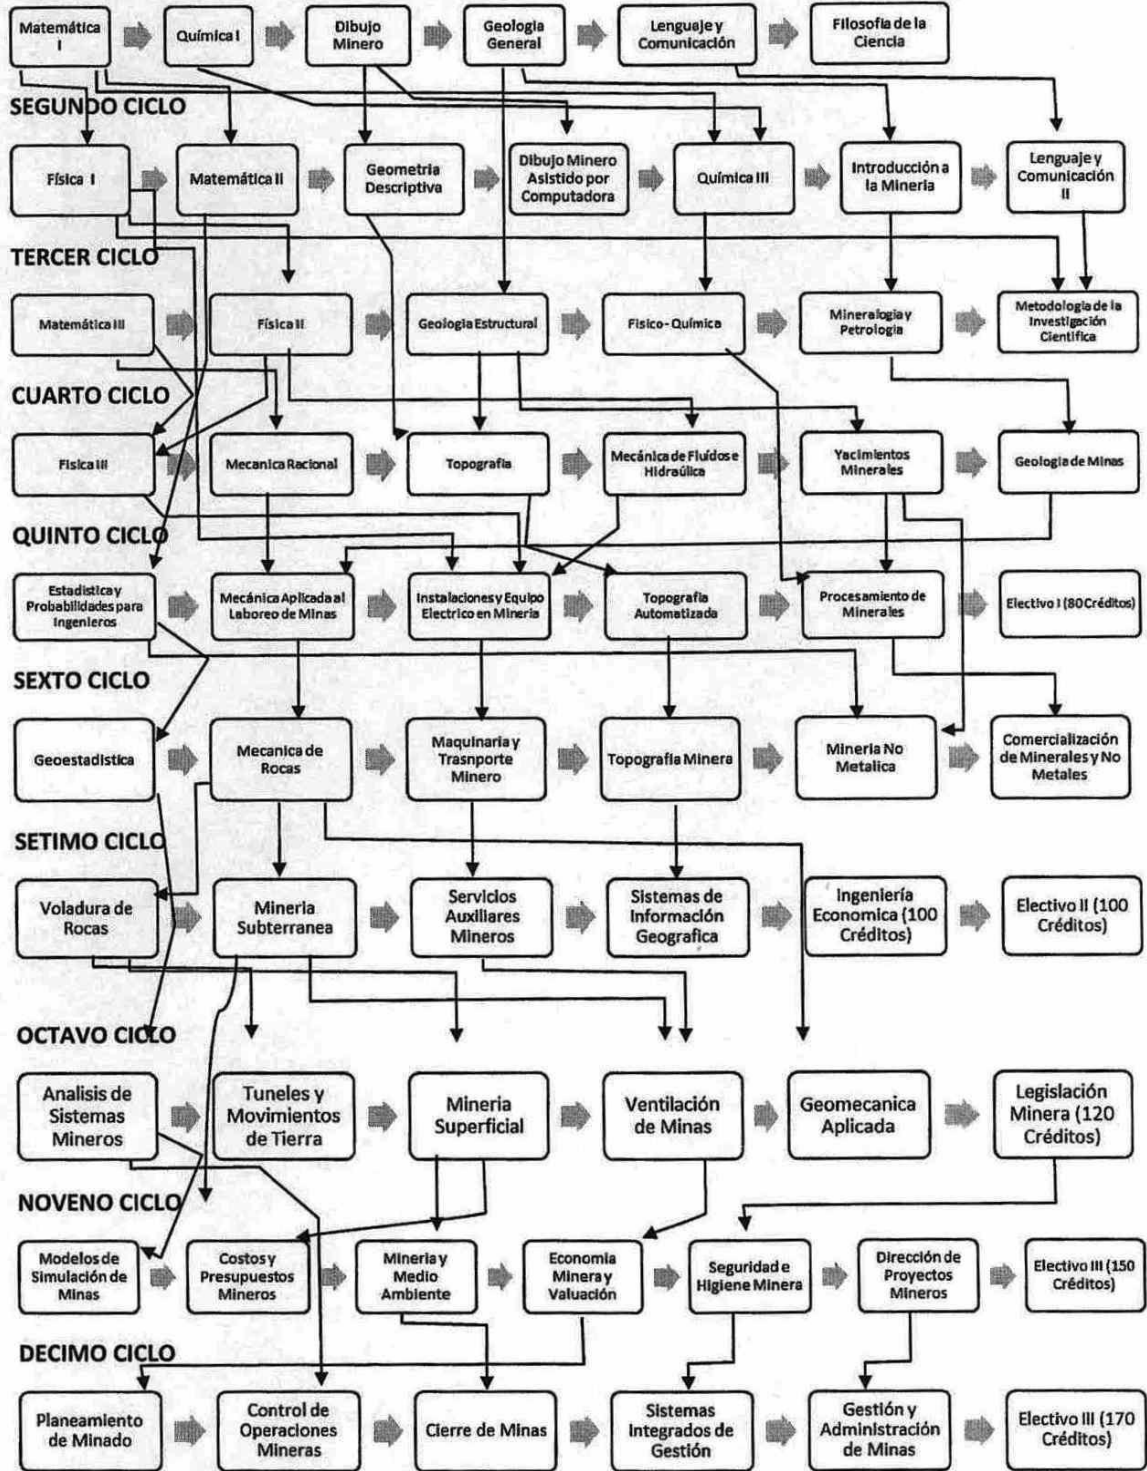 Matemática
I
Química I
Dibujo
Minero
Geologia
General
Lenguaje y
Comunicación
Filosofia de la
Ciencia
SEGUNDO CICLO
Física I
Matemática II
Geometria
Descriptiva
Dibujo Minero
Asistido por
Computadora
Química III
Introducción a
la Mineria
Lenguaje y
Comunicación
II
TERCER CICLO
Matemática III
Física II
Geologia Estructural
Fisico-Química
Mineralogia y
Petrologia
Metodologia de la
Investigación
Cientifica
CUARTO CICLO
Fisica III
Mecanica Racional
Topografia
Mecánica de Fluídos e
Hidraúlica
Yacimientos
Minerales
Geologia de Minas
QUINTO CICLO
Estadistica y
Probabilidades para
Ingenieros
Mecánica Aplicada al
Laboreo de Minas
Instalaciones y Equipo
Electrico en Mineria
Topografia
Automatizada
Procesamiento de
Minerales
Electivo I (80 Créditos)
SEXTO CICLO
Geoestadistica
Mecanica de
Rocas
Maquinaria y
Trasnporte
Minero
Topografia Minera
Mineria No
Metalica
Comercialización
de Minerales y No
Metales
SETIMO CICLO
Voladura de
Rocas
Mineria
Subterranea
Servicios
Auxiliares
Mineros
Sistemas de
Información
Geografica
Ingeniería
Economica (100
Créditos)
Electivo II (100
Créditos)
OCTAVO CICLO
Analisis de
Sistemas
Mineros
Tuneles y
Movimientos
de Tierra
Mineria
Superficial
Ventilación
de Minas
Geomecanica
Aplicada
Legislación
Minera (120
Créditos)
NOVENO CICLO
Modelos de
Simulación de
Minas
Costos y
Presupuestos
Mineros
Mineria y
Medio
Ambiente
Economia
Minera y
Valuación
Seguridad e
Higiene Minera
Dirección de
Proyectos
Mineros
Electivo III (150
Créditos)
DECIMO CICLO
Planeamiento
de Minado
Control de
Operaciones
Mineras
Cierre de Minas
Sistemas
Integrados de
Gestión
Gestión y
Administración
de Minas
Electivo III (170
Créditos)